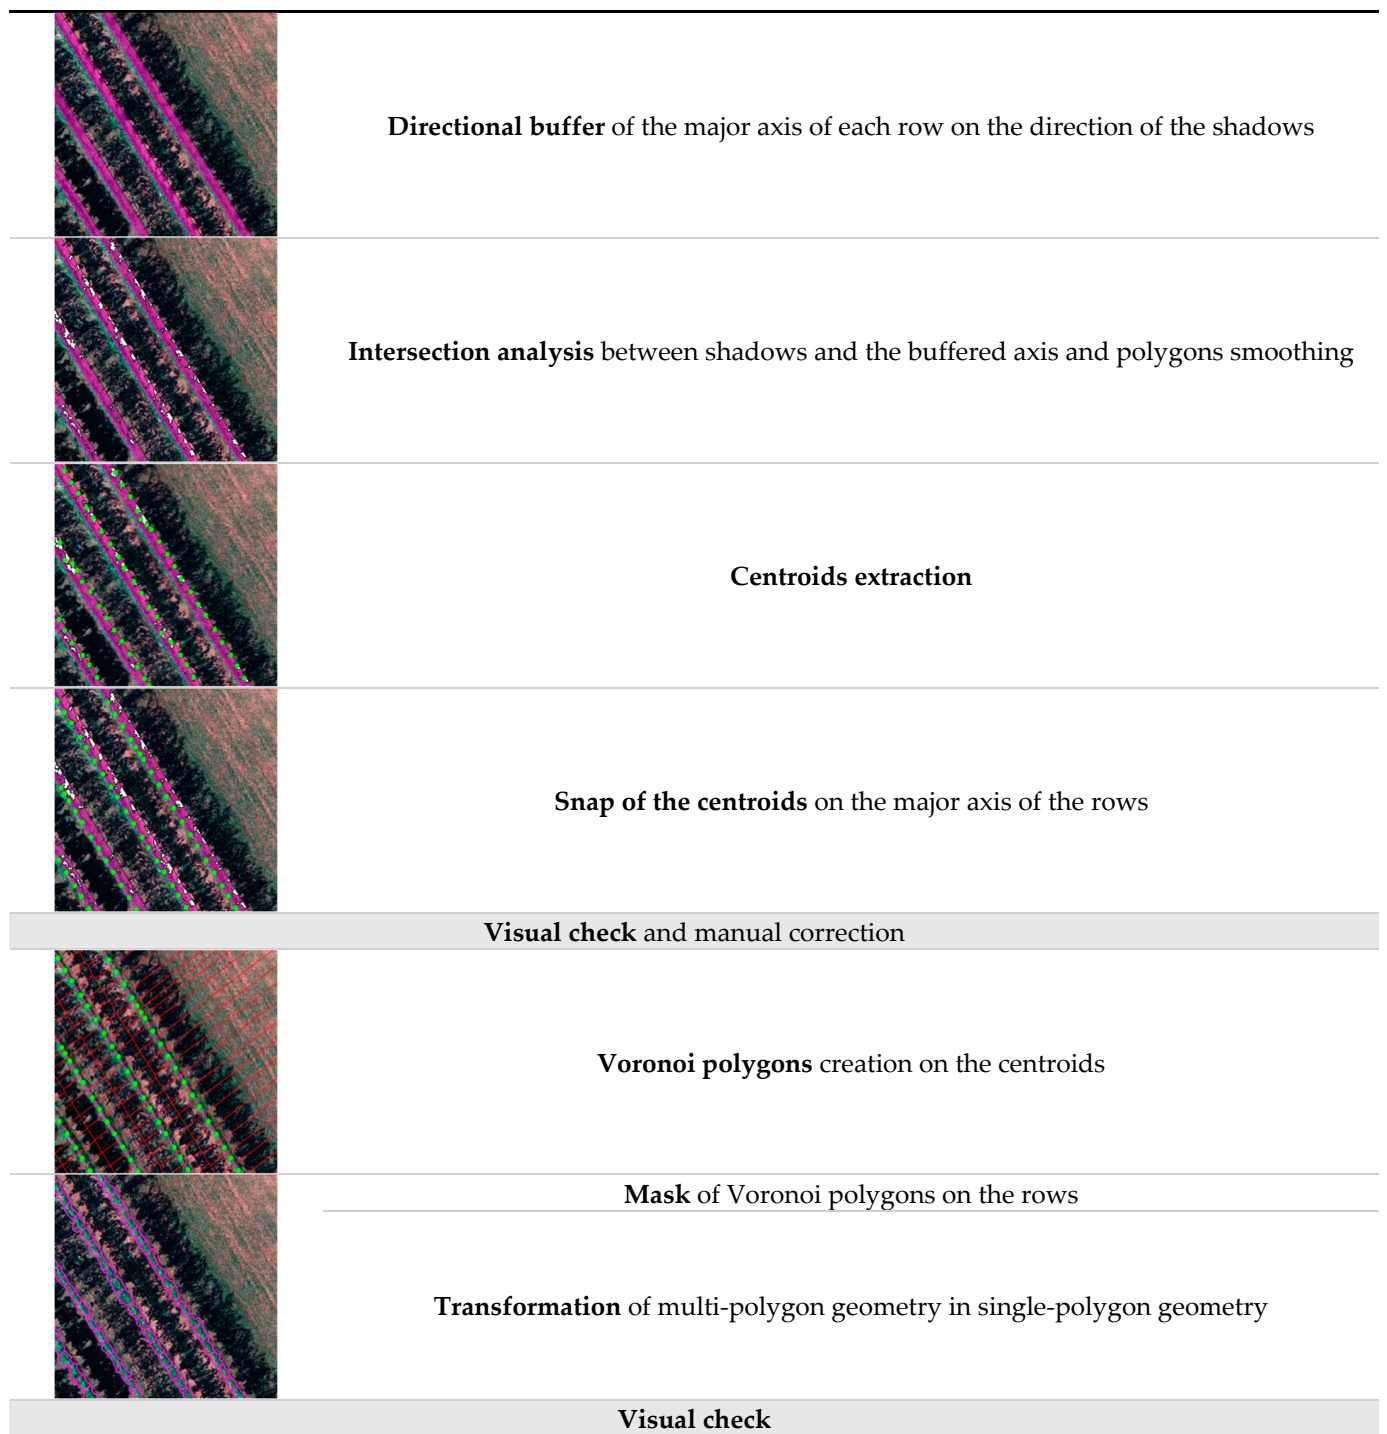 Directional buffer of the major axis of each row on the direction of the shadows
Intersection analysis between shadows and the buffered axis and polygons smoothing
Centroids extraction
Snap of the centroids on the major axis of the rows
Visual check and manual correction
Voronoi polygons creation on the centroids
Mask of Voronoi polygons on the rows
Transformation of multi-polygon geometry in single-polygon geometry
Visual check